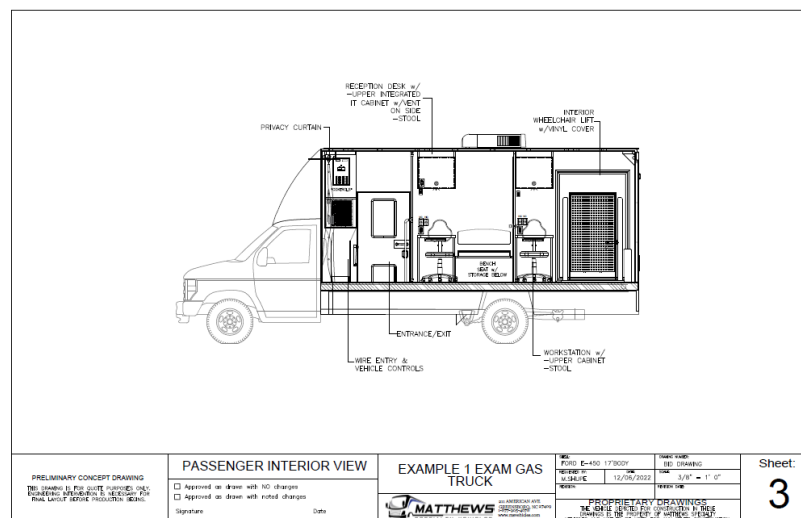 RECEPTION DESK w/
-UPPER INTEGRATED
IT CABINET w/VENT
ON SIDE
-STOOL
INTERIOR
WHEELCHAIR LIFT
w/VINYL COVER
PRIVACY CURTAIN
BENCH
SEAT w/
STORAGE BELOW
ENTRANCE/EXIT
WIRE ENTRY &
VEHICLE CONTROLS
WORKSTATION w/
-UPPER CABINET
-STOOL
PRELIMINARY CONCEPT DRAWING
THIS DRAWING IS FOR QUOTE PURPOSES ONLY.
ENGINEERING INTERVENTION IS NECESSARY FOR
FINAL LAYOUT BEFORE PRODUCTION BEGINS.
PASSENGER INTERIOR VIEW
Approved as drawn with NO changes
Approved as drawn with noted changes
Signature Date
EXAMPLE 1 EXAM GAS
TRUCK
MATTHEWS
FORD E-450 17'BODY
BID DRAWING
M.SHUPE
12/06/2022
3/8" = 1' 0"
PROPRIETARY DRAWINGS
THE VEHICLE DEPICTED FOR CONSTRUCTION IN THESE
DRAWINGS IS THE PROPERTY OF MATTHEWS SPECIALTY
Sheet:
3